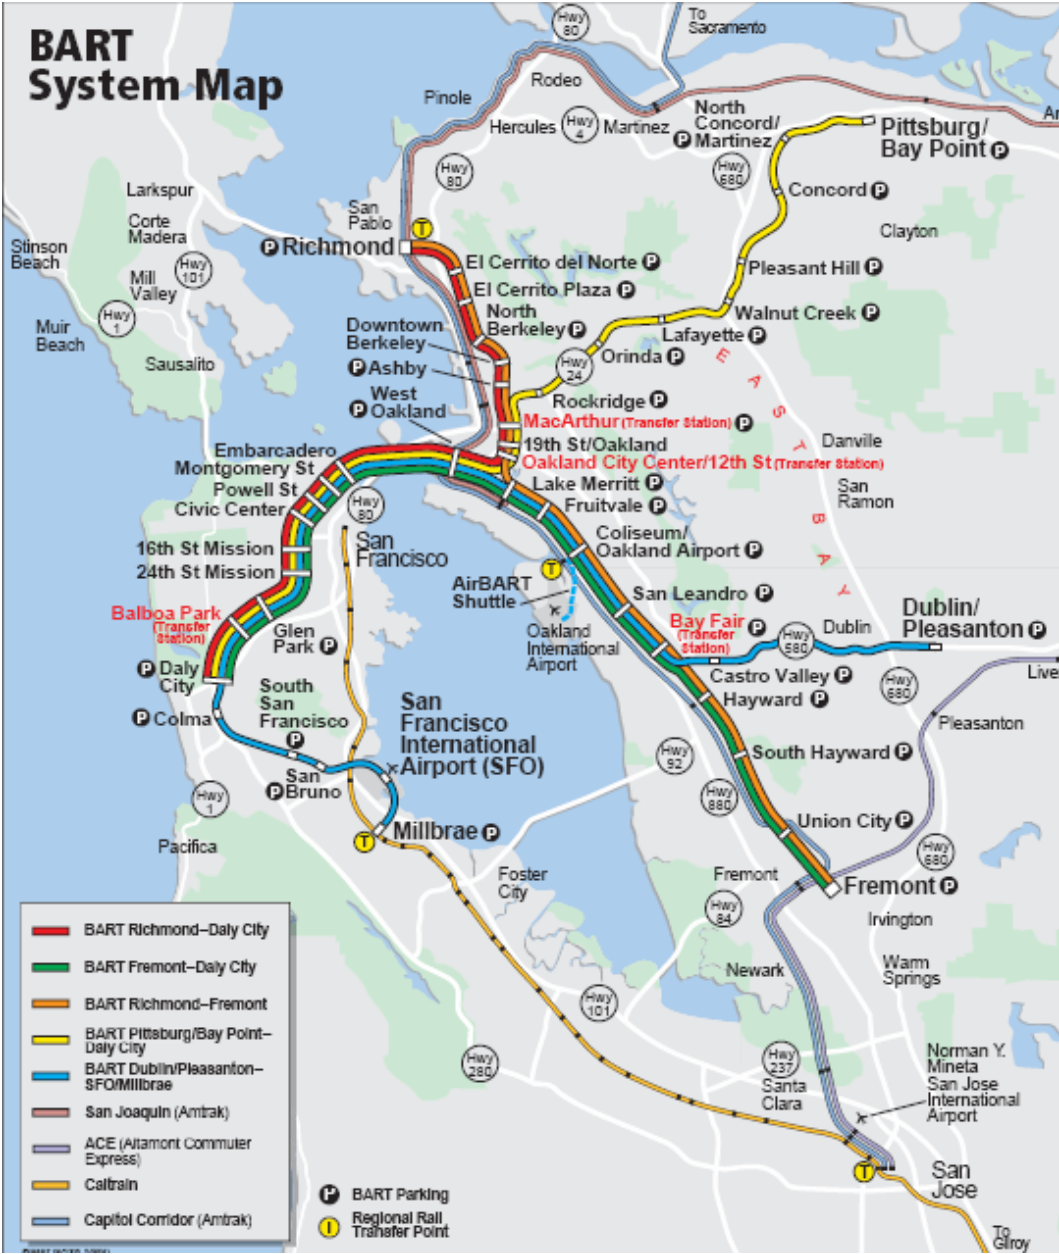 BART
System Map
Hwy
80
To
Sacramento
Rodeo
Pinole
Hercules
Hwy
4
Martinez
North
Concord/
P Martinez
Pittsburg/
Bay Point P
Hwy
80
Hwy
680
Concord P
Larkspur
San
Pablo
T
Clayton
Corte
Madera
P Richmond
Stinson
Beach
Hwy
101
El Cerrito del Norte P
Pleasant Hill P
Mill
Valley
El Cerrito Plaza P
Hwy
1
North
Berkeley P
Walnut Creek P
Muir
Beach
Downtown
Berkeley
Lafayette P
Sausalito
Orinda P
P Ashby
Hwy
24
EAST BAY
West
P Oakland
Rockridge P
MacArthur (Transfer Station) P
Embarcadero
19th St/Oakland
Danville
Montgomery St
Oakland City Center/12th St (Transfer Station)
Powell St
Lake Merritt P
San
Ramon
Civic Center
Hwy
80
Fruitvale P
16th St Mission
San
Francisco
Coliseum/
Oakland Airport P
24th St Mission
T
AirBART
Shuttle
San Leandro P
Balboa Park
(Transfer
Station)
Bay Fair
(Transfer
Station)
P
Dublin
Dublin/
Pleasanton P
Glen
Park P
Oakland
International
Airport
Hwy
580
P Daly
City
Castro Valley P
Live
South
San
Francisco
P
Hayward P
Hwy
680
P Colma
San
Francisco
International
Airport (SFO)
Pleasanton
South Hayward P
Hwy
92
San
P Bruno
Hwy
1
Hwy
880
Union City P
Millbrae P
T
Pacifica
Hwy
680
Foster
City
Fremont
Fremont P
Hwy
84
Irvington
Newark
Warm
Springs
Hwy
101
Hwy
280
Hwy
237
Santa
Clara
Norman Y.
Mineta
San Jose
International
Airport
T
San
Jose
To
Gilroy
BART Richmond–Daly City
BART Fremont–Daly City
BART Richmond–Fremont
BART Pittsburg/Bay Point–
Daly City
BART Dublin/Pleasanton–
SFO/Millbrae
San Joaquin (Amtrak)
ACE (Altamont Commuter
Express)
Caltrain
Capitol Corridor (Amtrak)
P BART Parking
T Regional Rail
Transfer Point